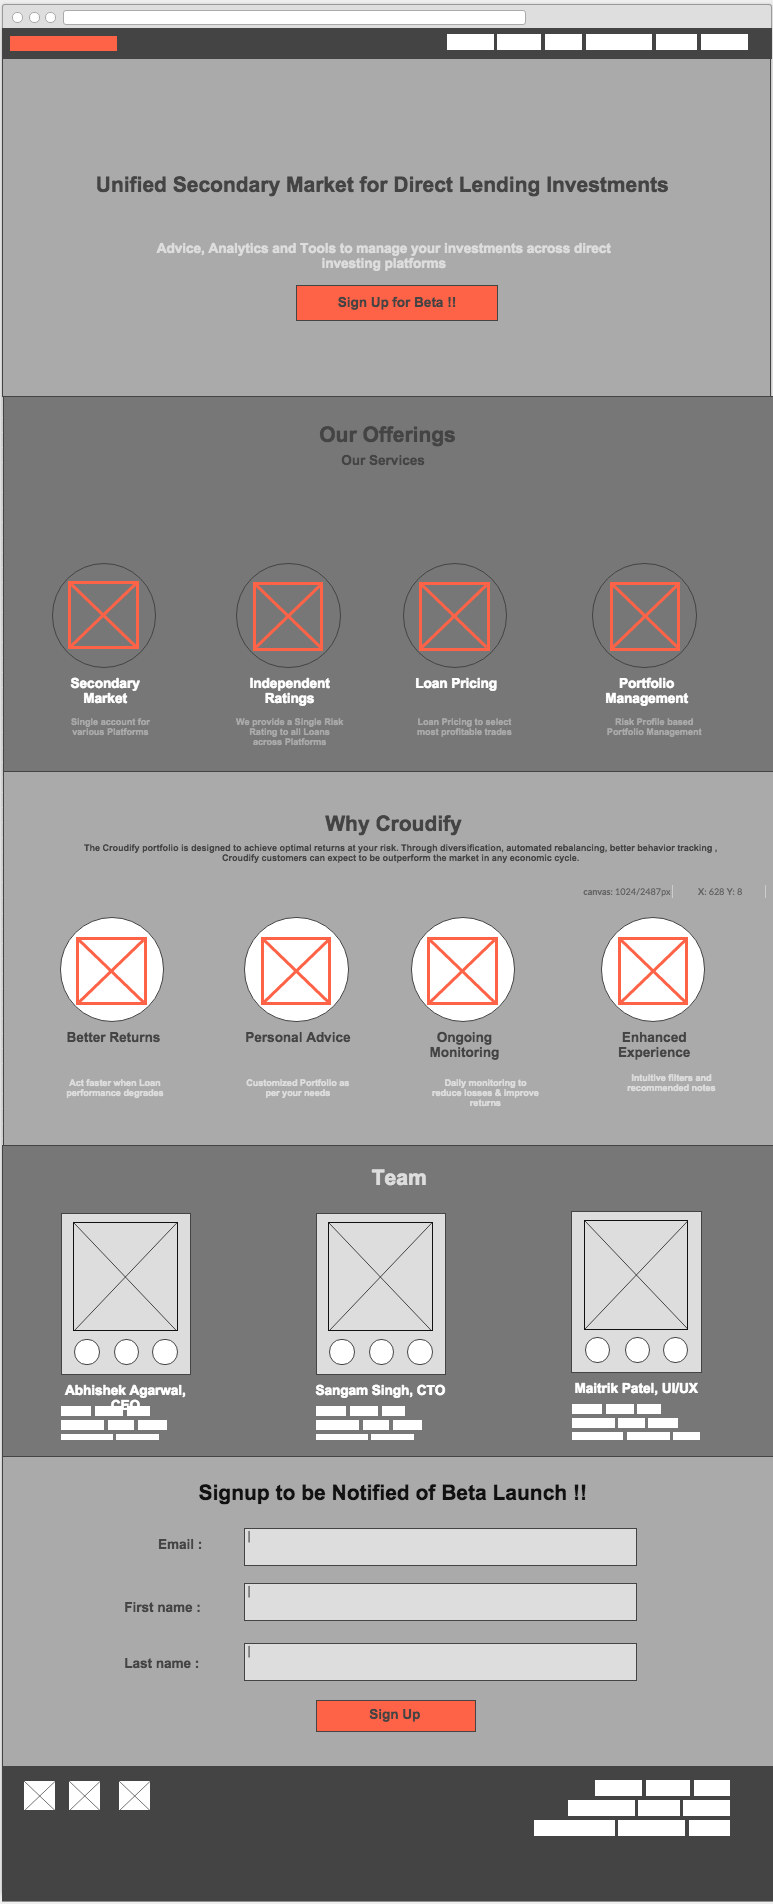 Unified Secondary Market for Direct Lending Investments
Advice, Analytics and Tools to manage your investments across direct
investing platforms
Sign Up for Beta !!
Our Offerings
Our Services
Secondary
Market
Single account for
various Platforms
Independent
Ratings
We provide a Single Risk
Rating to all Loans
across Platforms
Loan Pricing
Loan Pricing to select
most profitable trades
Portfolio
Management
Risk Profile based
Portfolio Management
Why Croudify
The Croudify portfolio is designed to achieve optimal returns at your risk. Through diversification, automated rebalancing, better behavior tracking ,
Croudify customers can expect to be outperform the market in any economic cycle.
canvas: 1024/2487px
X: 628 Y: 8
Better Returns
Act faster when Loan
performance degrades
Personal Advice
Customized Portfolio as
per your needs
Ongoing
Monitoring
Daily monitoring to
reduce losses & improve
returns
Enhanced
Experience
Intuitive filters and
recommended notes
Team
Abhishek Agarwal,
CEO
Sangam Singh, CTO
Maitrik Patel, UI/UX
Signup to be Notified of Beta Launch !!
Email :
First name :
Last name :
Sign Up